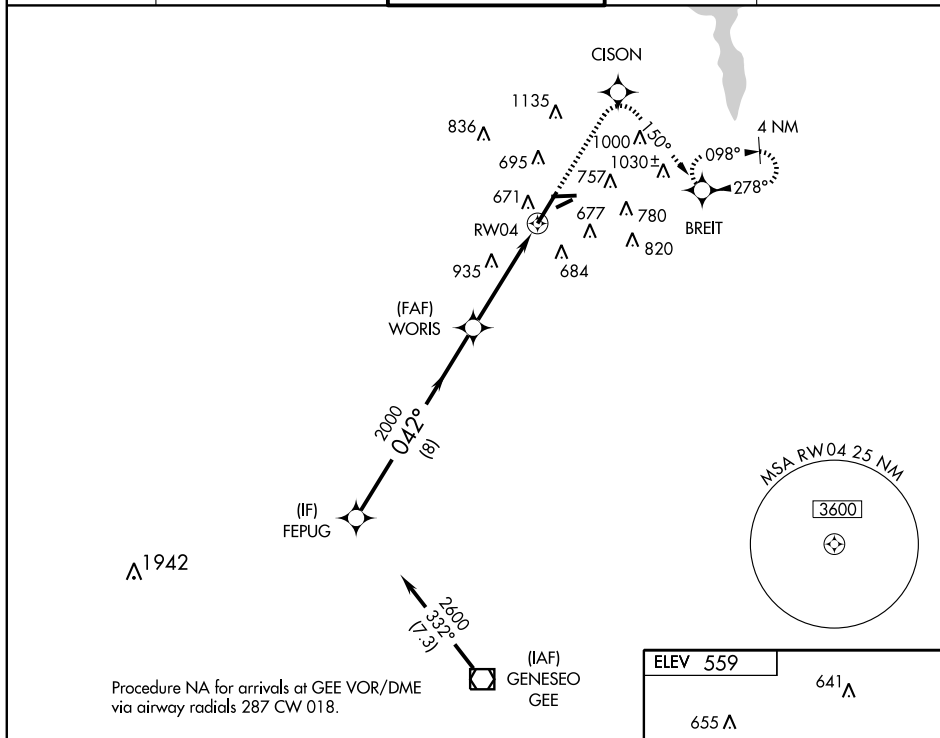 CISON
1135
4 NM
836
150°
1000
098°
695
1030±
278°
757
671
677
780
BREIT
RW04
820
935
684
(FAF)
WORIS
2000
042°
(8)
MSA RW04 25 NM
3600
(IF)
FEPUG
1942
2600
332°
(7.3)
(IAF)
GENESEO
GEE
Procedure NA for arrivals at GEE VOR/DME
via airway radials 287 CW 018.
ELEV 559
641
655